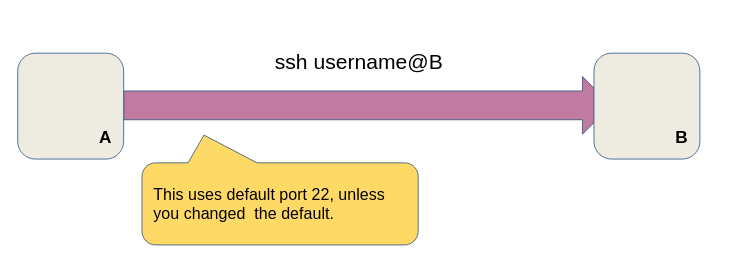 ssh username@B
A
B
This uses default port 22, unless
you changed  the default.